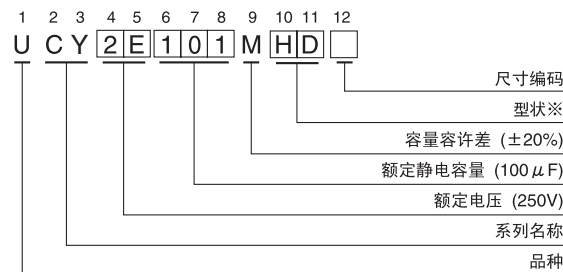 1 2 3 4 5 6 7 8 9 10 11 12
U C Y 2 E 1 0 1 M H D
尺寸编码
型状※
容量容许差 (±20%)
额定静电容量 (100μF)
额定电压 (250V)
系列名称
品种